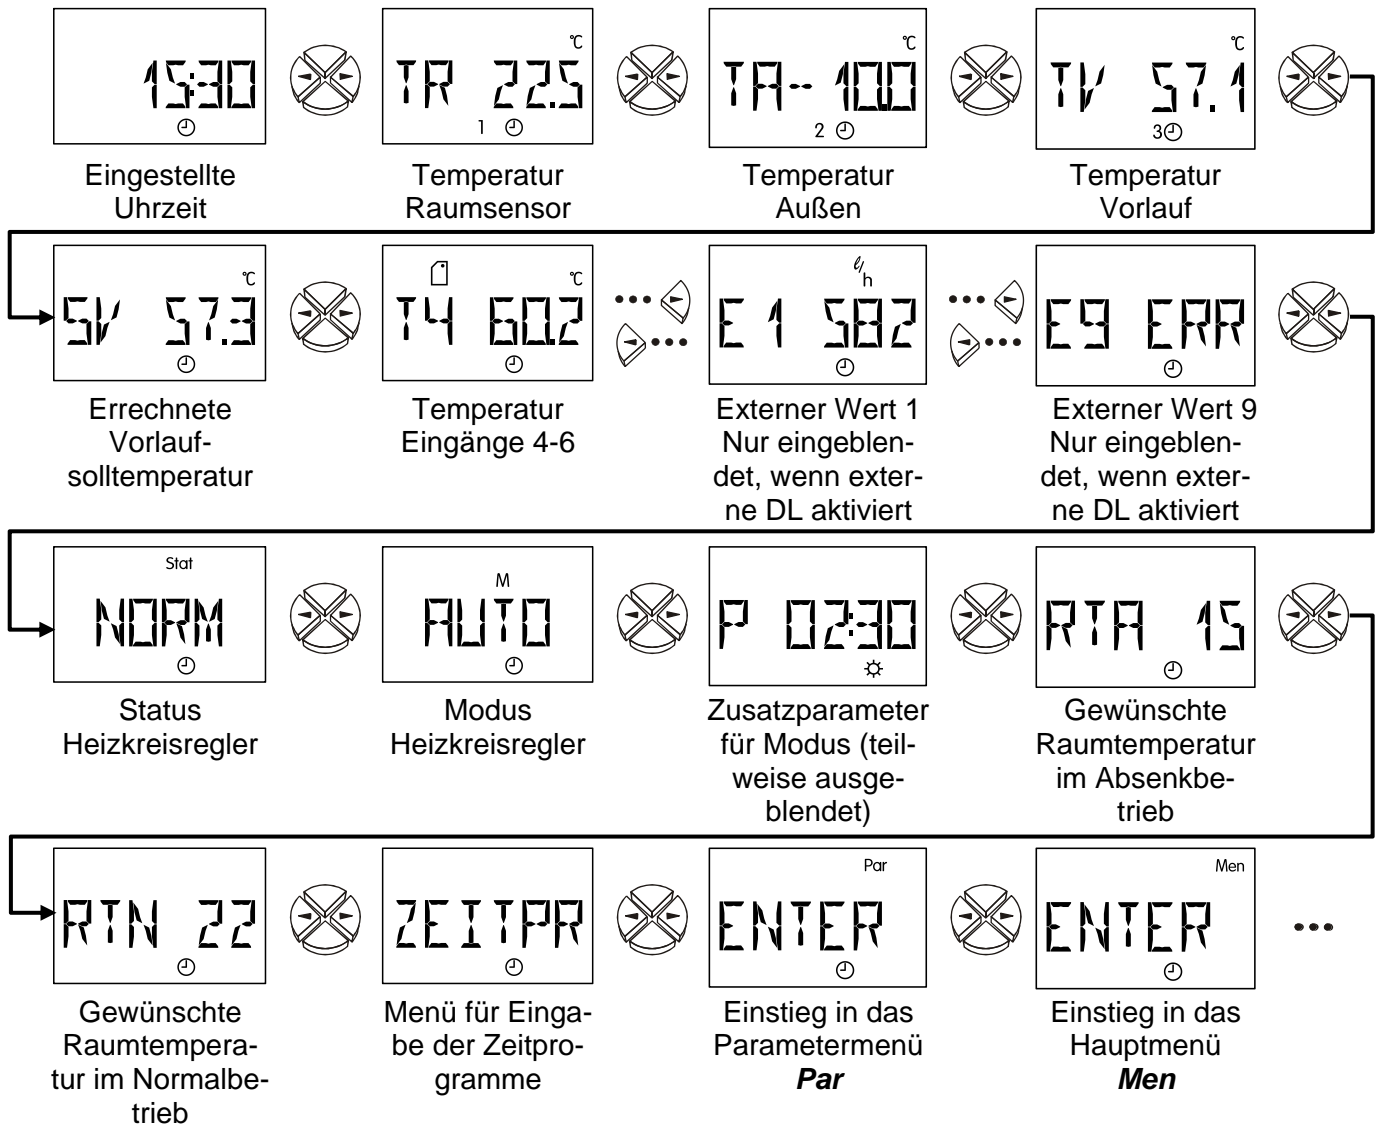 15:30
°C
TR 22.5
1
°C
TA--10.0
2
°C
TV 57.1
3
Eingestellte
Uhrzeit
Temperatur
Raumsensor
Temperatur
Außen
Temperatur
Vorlauf
°C
SV 57.3
°C
T4 60.2
ℓ/h
E 1 582
E9 ERR
Errechnete
Vorlauf-
solltemperatur
Temperatur
Eingänge 4-6
Externer Wert 1
Nur eingeblen-
det, wenn exter-
ne DL aktiviert
Externer Wert 9
Nur eingeblen-
det, wenn exter-
ne DL aktiviert
Stat
NORM
M
AUTO
P 02:30
RTA 15
Status
Heizkreisregler
Modus
Heizkreisregler
Zusatzparameter
für Modus (teil-
weise ausge-
blendet)
Gewünschte
Raumtemperatur
im Absenkbe-
trieb
RTN 22
ZEITPR
Par
ENTER
Men
ENTER
Gewünschte
Raumtempera-
tur im Normalbe-
trieb
Menü für Einga-
be der Zeitpro-
gramme
Einstieg in das
Parametermenü
Par
Einstieg in das
Hauptmenü
Men